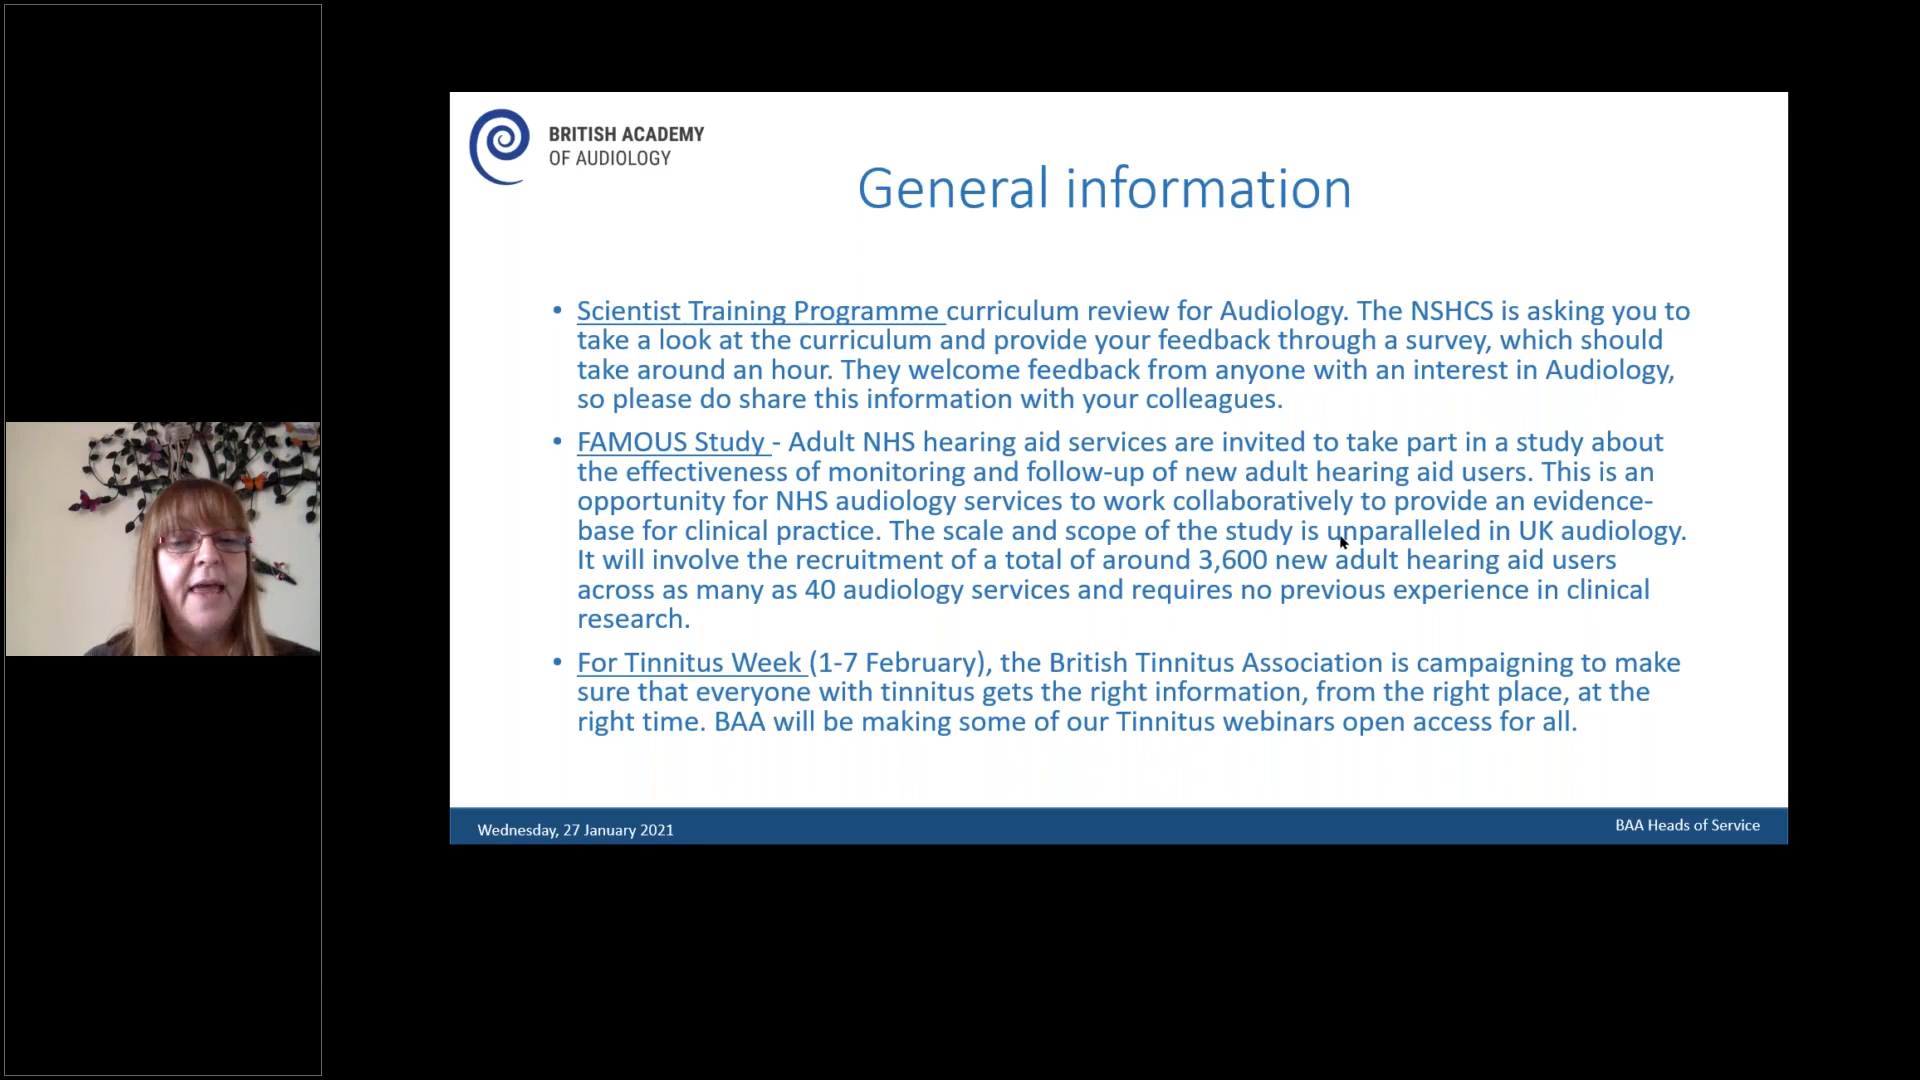 BRITISH ACADEMY
OF AUDIOLOGY
General information
• Scientist Training Programme curriculum review for Audiology. The NSHCS is asking you to
take a look at the curriculum and provide your feedback through a survey, which should
take around an hour. They welcome feedback from anyone with an interest in Audiology,
so please do share this information with your colleagues.
• FAMOUS Study - Adult NHS hearing aid services are invited to take part in a study about
the effectiveness of monitoring and follow-up of new adult hearing aid users. This is an
opportunity for NHS audiology services to work collaboratively to provide an evidence-
base for clinical practice. The scale and scope of the study is unparalleled in UK audiology.
It will involve the recruitment of a total of around 3,600 new adult hearing aid users
across as many as 40 audiology services and requires no previous experience in clinical
research.
• For Tinnitus Week (1-7 February), the British Tinnitus Association is campaigning to make
sure that everyone with tinnitus gets the right information, from the right place, at the
right time. BAA will be making some of our Tinnitus webinars open access for all.
Wednesday, 27 January 2021
BAA Heads of Service